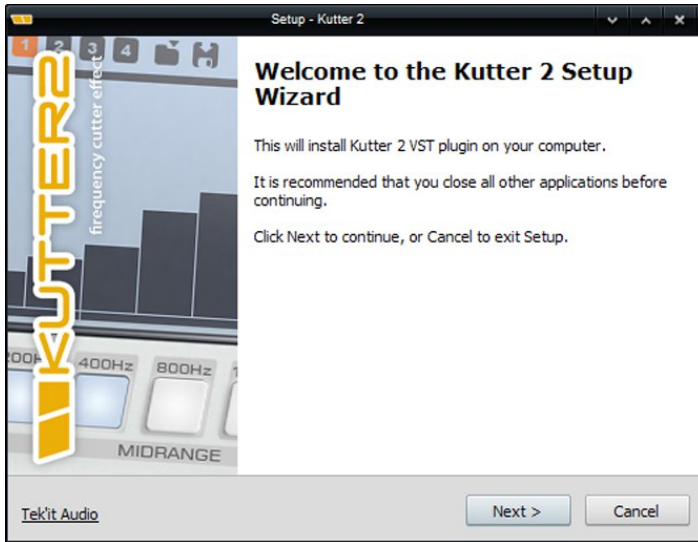 Setup - Kutter 2
1 2 3 4
KUTTER2
firequency cutter effect
Welcome to the Kutter 2 Setup
Wizard
This will install Kutter 2 VST plugin on your computer.
It is recommended that you close all other applications before
continuing.
Click Next to continue, or Cancel to exit Setup.
400Hz 800Hz
MIDRANGE
Tek'it Audio
Next >
Cancel